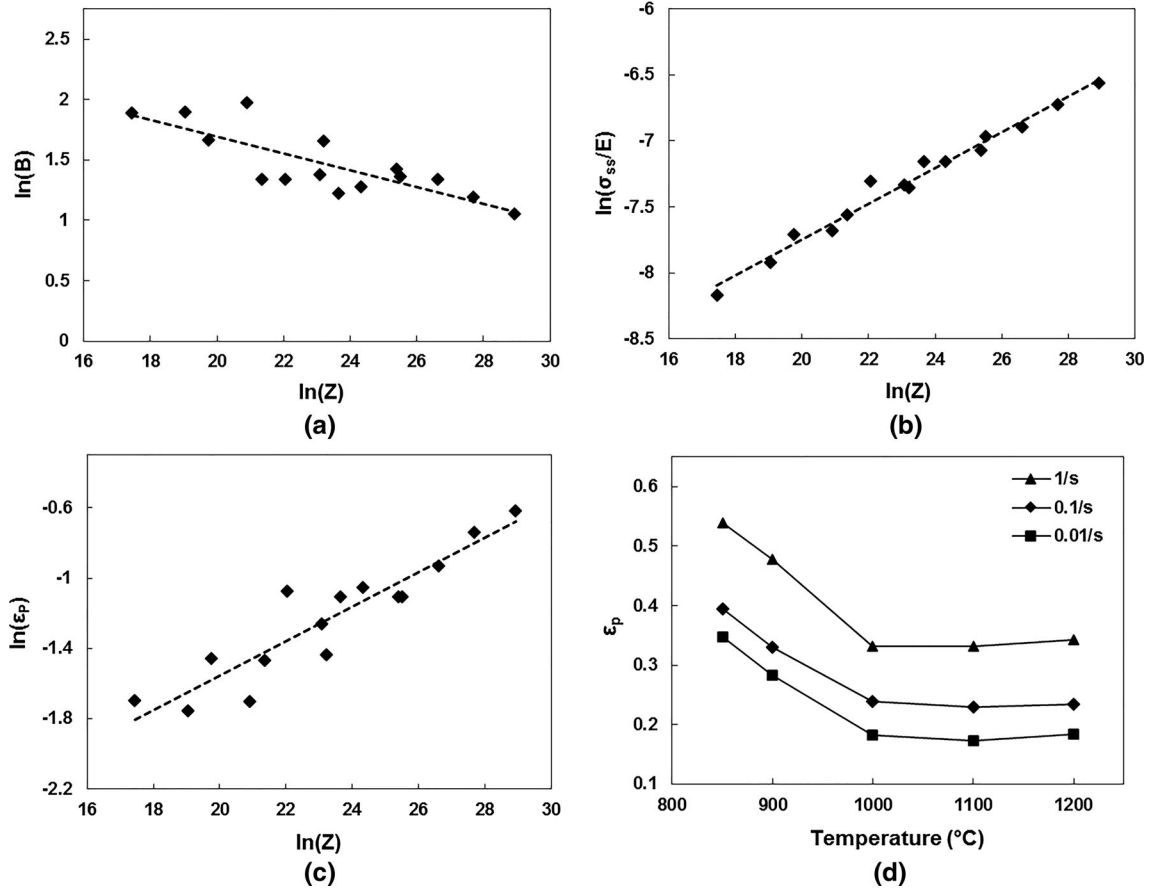 2.5
2
1.5
1
0.5
0
ln(B)
16 18 20 22 24 26 28 30
ln(Z)
(a)
-6
-6.5
-7
-7.5
-8
-8.5
ln(σss/E)
16 18 20 22 24 26 28 30
ln(Z)
(b)
-0.6
-1
-1.4
-1.8
-2.2
ln(εP)
16 18 20 22 24 26 28 30
ln(Z)
(c)
0.6
0.5
0.4
0.3
0.2
0.1
εp
1/s
0.1/s
0.01/s
800 900 1000 1100 1200
Temperature (°C)
(d)